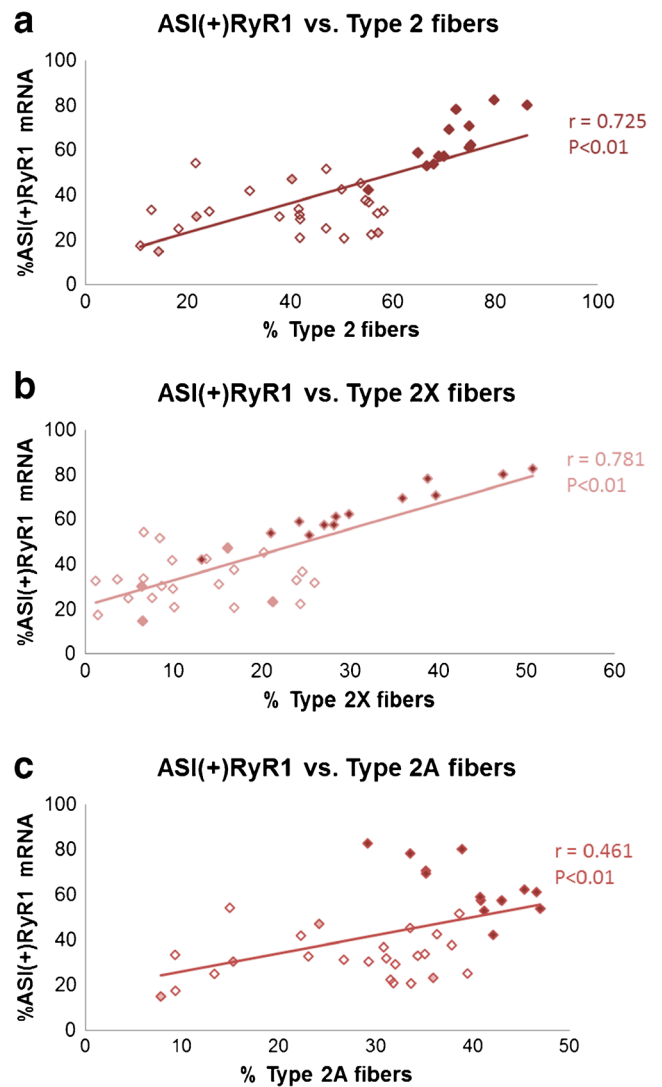 a
ASI(+)RyR1 vs. Type 2 fibers
%ASI(+)RyR1 mRNA
100
80
60
40
20
0
r = 0.725
P<0.01
0 20 40 60 80 100
% Type 2 fibers
b
ASI(+)RyR1 vs. Type 2X fibers
%ASI(+)RyR1 mRNA
100
80
60
40
20
0
r = 0.781
P<0.01
0 10 20 30 40 50 60
% Type 2X fibers
c
ASI(+)RyR1 vs. Type 2A fibers
%ASI(+)RyR1 mRNA
100
80
60
40
20
0
r = 0.461
P<0.01
0 10 20 30 40 50
% Type 2A fibers